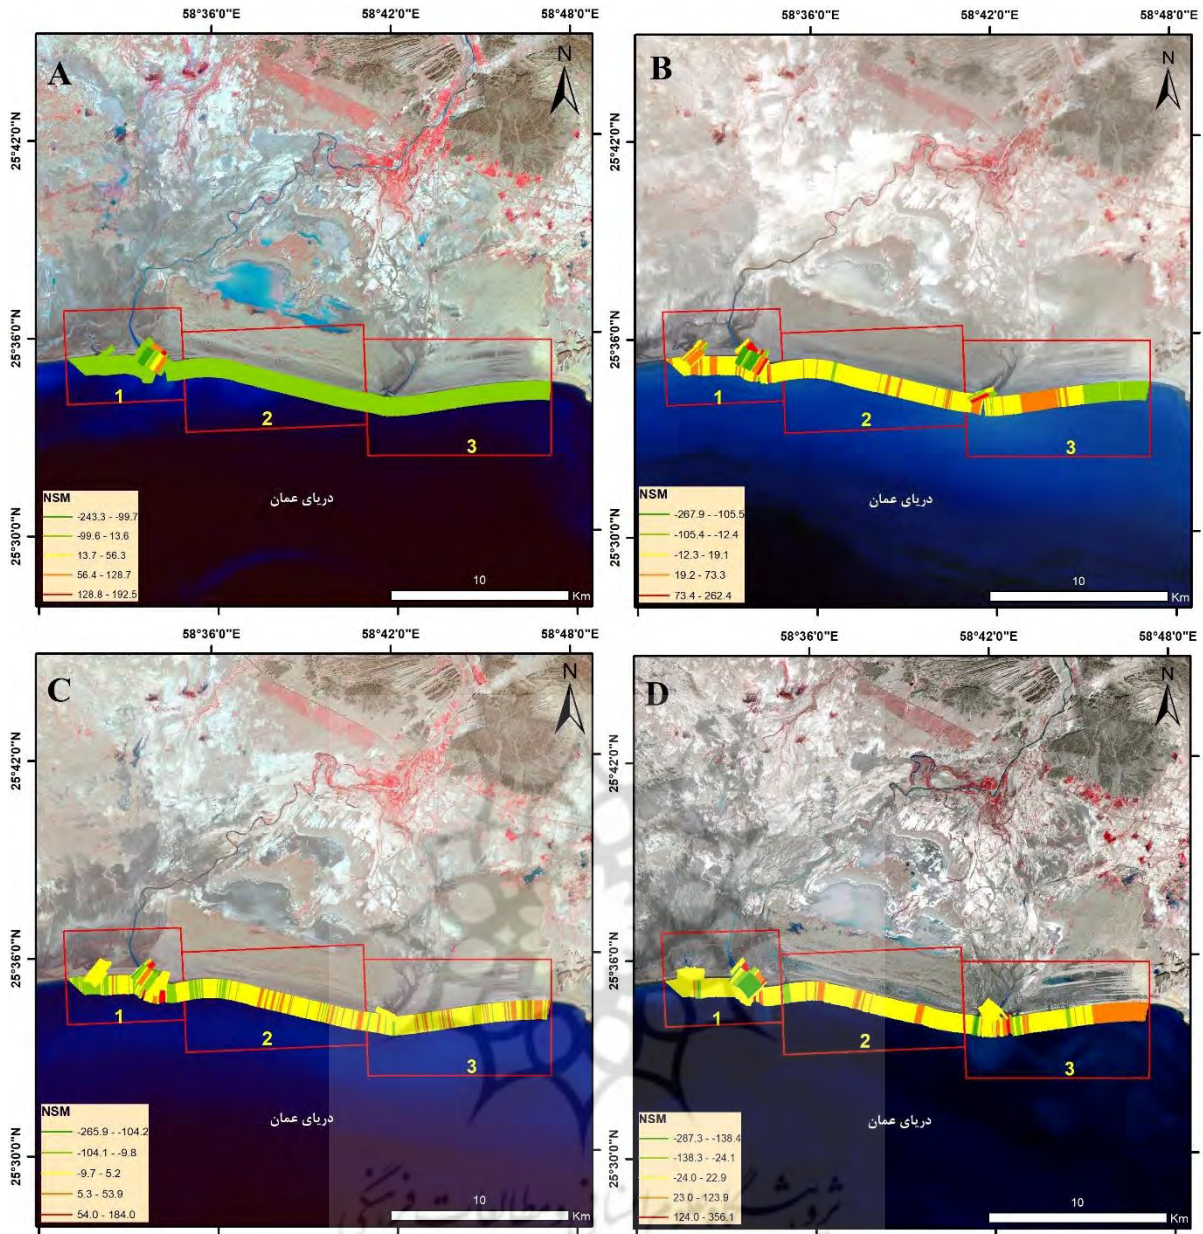 58°36'0"E 58°42'0"E 58°48'0"E
58°36'0"E 58°42'0"E 58°48'0"E
A
N
25°42'0"N
25°36'0"N
25°30'0"N
1
2
3
دریای عمان
NSM
-243.3 - -99.7
-99.6 - 13.6
13.7 - 56.3
56.4 - 128.7
128.8 - 192.5
10
Km
B
N
25°42'0"N
25°36'0"N
25°30'0"N
1
2
3
دریای عمان
NSM
-267.9 - -105.5
-105.4 - -12.4
-12.3 - 19.1
19.2 - 73.3
73.4 - 262.4
10
Km
58°36'0"E 58°42'0"E 58°48'0"E
58°36'0"E 58°42'0"E 58°48'0"E
C
N
25°42'0"N
25°36'0"N
25°30'0"N
1
2
3
دریای عمان
NSM
-265.9 - -104.2
-104.1 - -9.8
-9.7 - 5.2
5.3 - 53.9
54.0 - 184.0
10
Km
D
N
25°42'0"N
25°36'0"N
25°30'0"N
1
2
3
دریای عمان
NSM
-287.3 - -138.4
-138.3 - -24.1
-24.0 - 22.9
23.0 - 123.9
124.0 - 356.1
10
Km